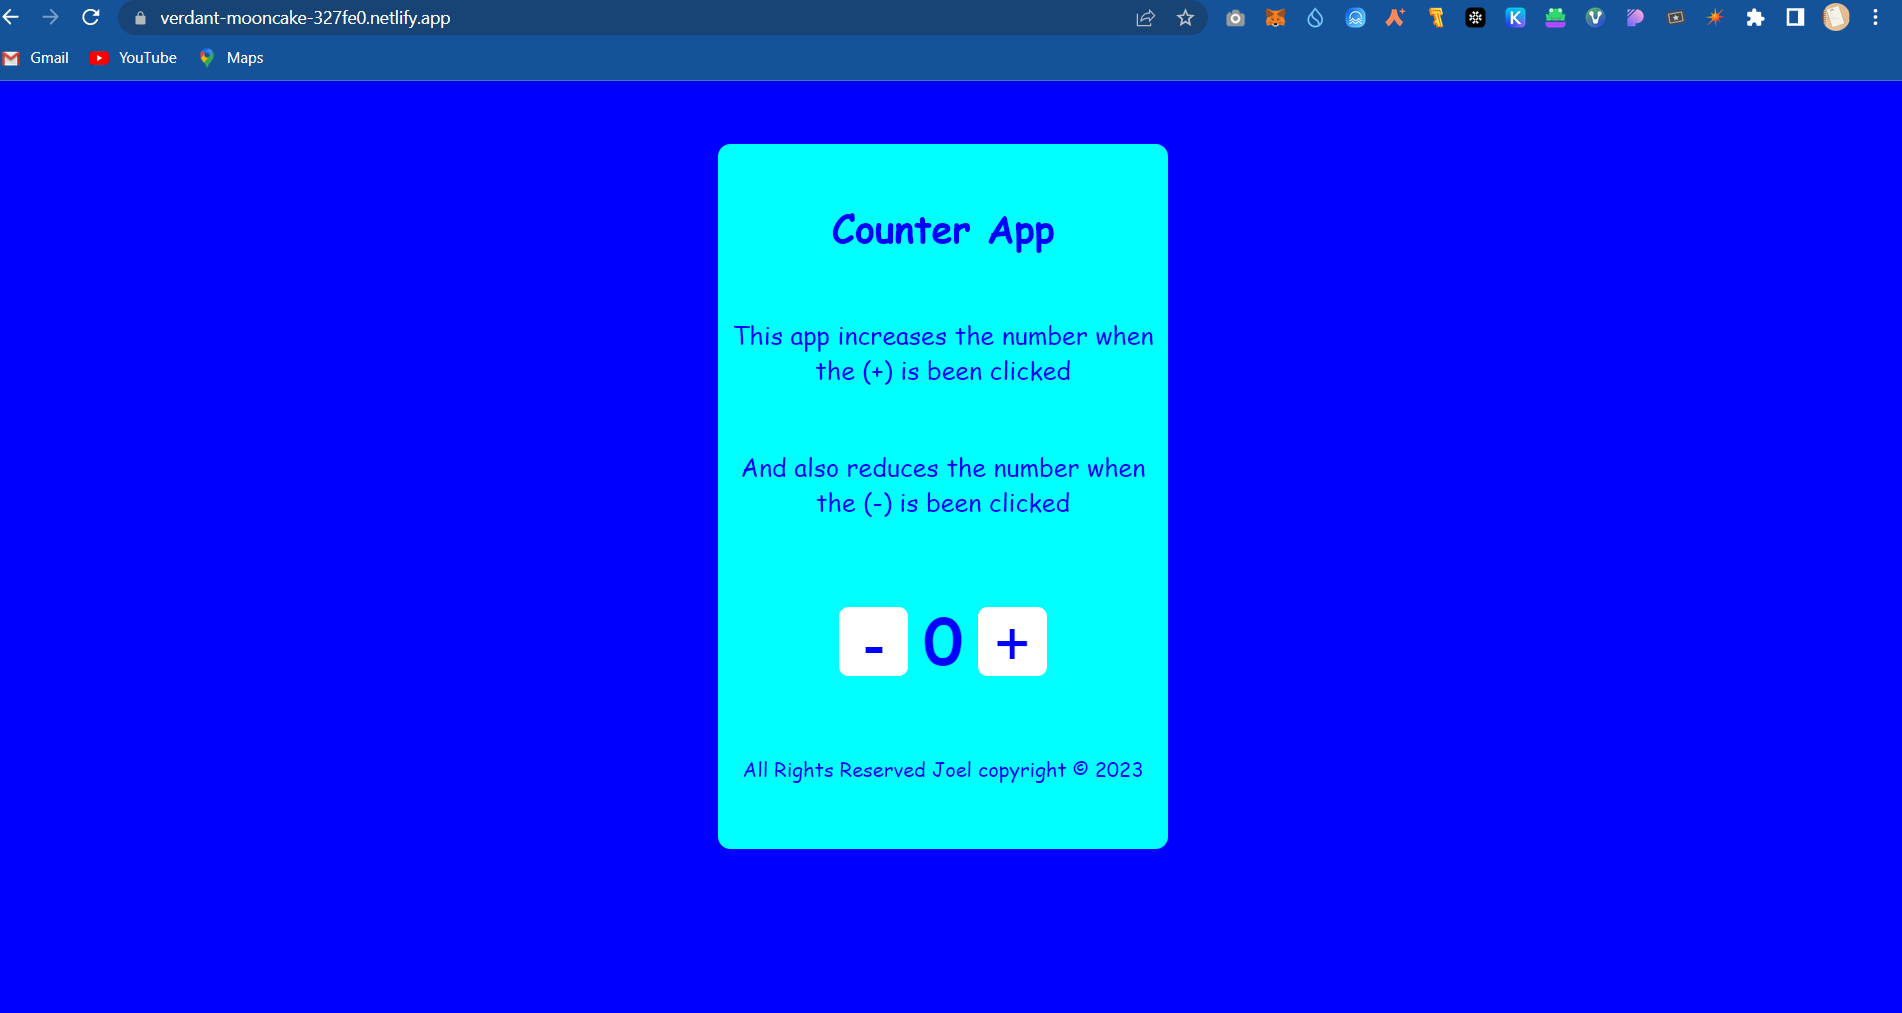 verdant-mooncake-327fe0.netlify.app
Gmail YouTube Maps
Counter App
This app increases the number when
the (+) is been clicked
And also reduces the number when
the (-) is been clicked
- 0 +
All Rights Reserved Joel copyright © 2023